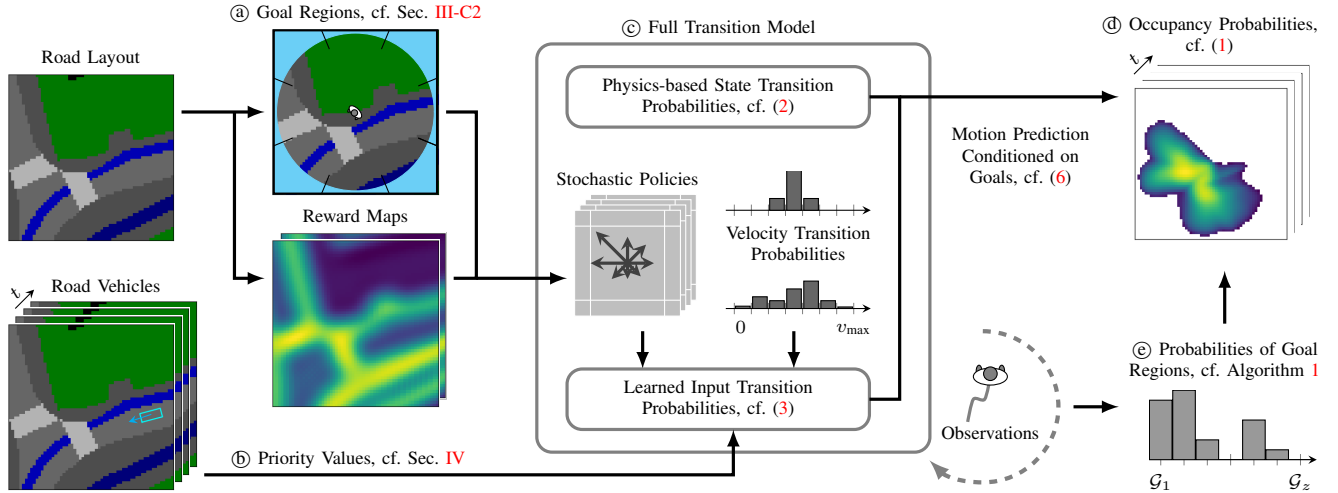 ⓐ Goal Regions, cf. Sec. III-C2
Road Layout
Reward Maps
t
Road Vehicles
ⓑ Priority Values, cf. Sec. IV
ⓒ Full Transition Model
Physics-based State Transition
Probabilities, cf. (2)
Stochastic Policies
Velocity Transition
Probabilities
0
v_max
Learned Input Transition
Probabilities, cf. (3)
Motion Prediction
Conditioned on
Goals, cf. (6)
ⓓ Occupancy Probabilities,
cf. (1)
t
Observations
ⓔ Probabilities of Goal
Regions, cf. Algorithm 1
𝒢₁
𝒢_z